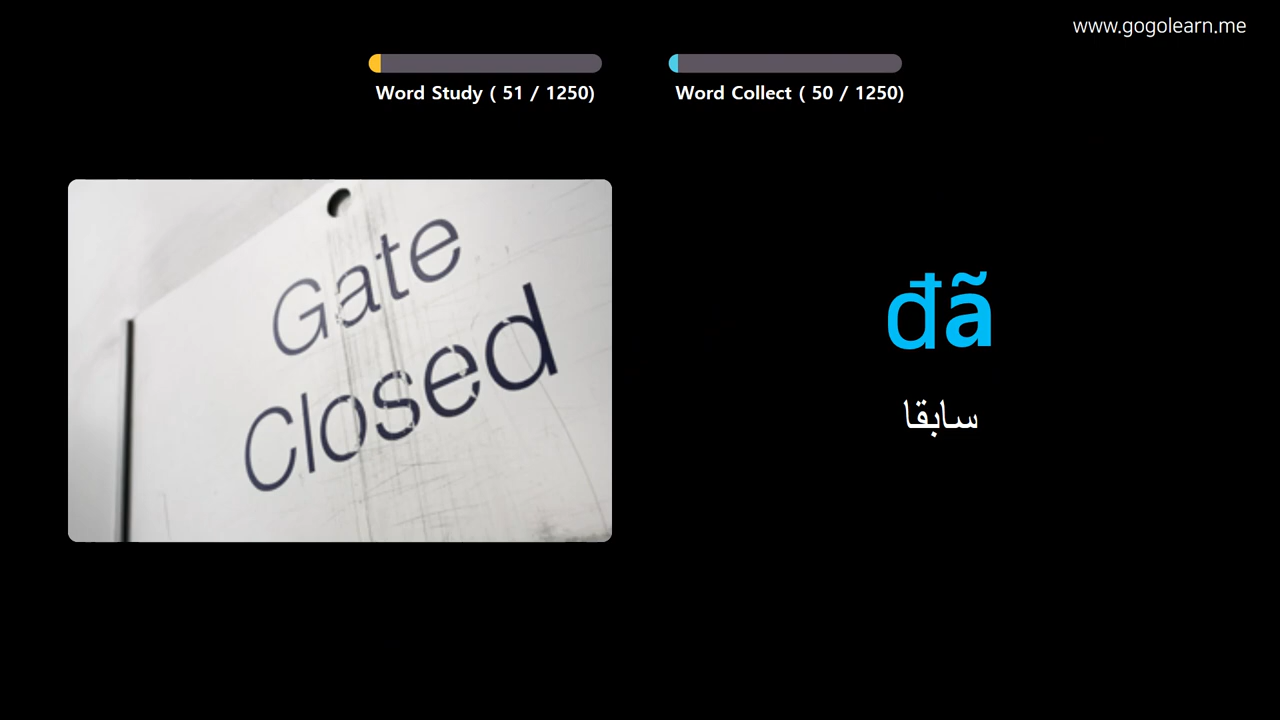 www.gogolearn.me
Word Study ( 51 / 1250)
Word Collect ( 50 / 1250)
Gate
Closed
đã
سابقا